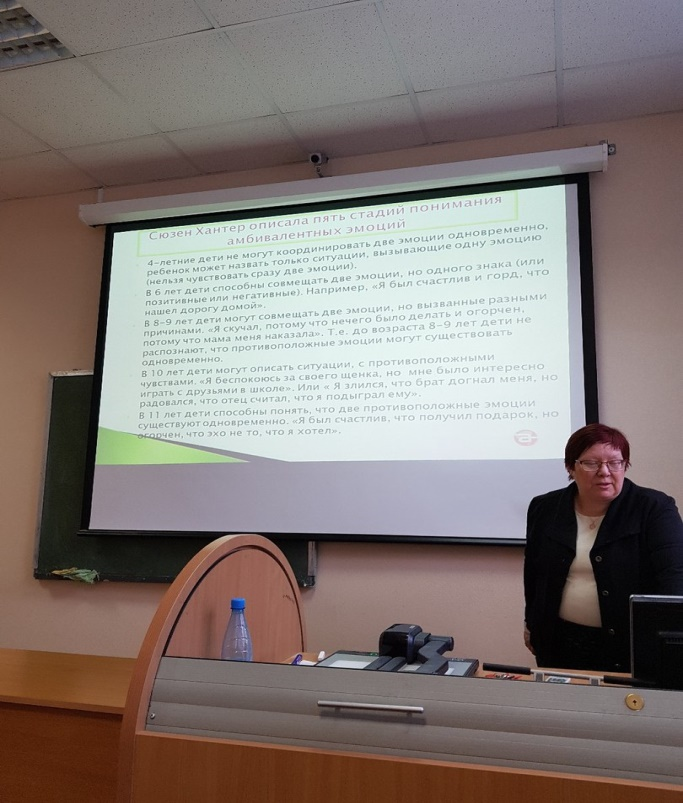 Сюзен Хантер описала пять стадий понимания
амбивалентных эмоций
4-летние дети не могут координировать две эмоции одновременно,
ребенок может назвать только ситуации, вызывающие одну эмоцию
(нельзя чувствовать сразу две эмоции).
В 6 лет дети способны совмещать две эмоции, но одного знака (или
позитивные или негативные). Например, «Я был счастлив и горд, что
нашел дорогу домой».
В 8-9 лет дети могут совмещать две эмоции, но вызванные разными
причинами. «Я скучал, потому что нечего было делать и огорчен,
потому что мама меня наказала». Т.е. до возраста 8-9 лет дети не
распознают, что противоположные эмоции могут существовать
одновременно.
В 10 лет дети могут описать ситуации, с противоположными
чувствами. «Я беспокоюсь за своего щенка, но мне было интересно
играть с друзьями в школе». Или « Я злился, что брат догнал меня, но
радовался, что отец считал, что я подыграл ему».
В 11 лет дети способны понять, что две противоположные эмоции
существуют одновременно. «Я был счастлив, что получил подарок, но
огорчен, что эхо не то, что я хотел».